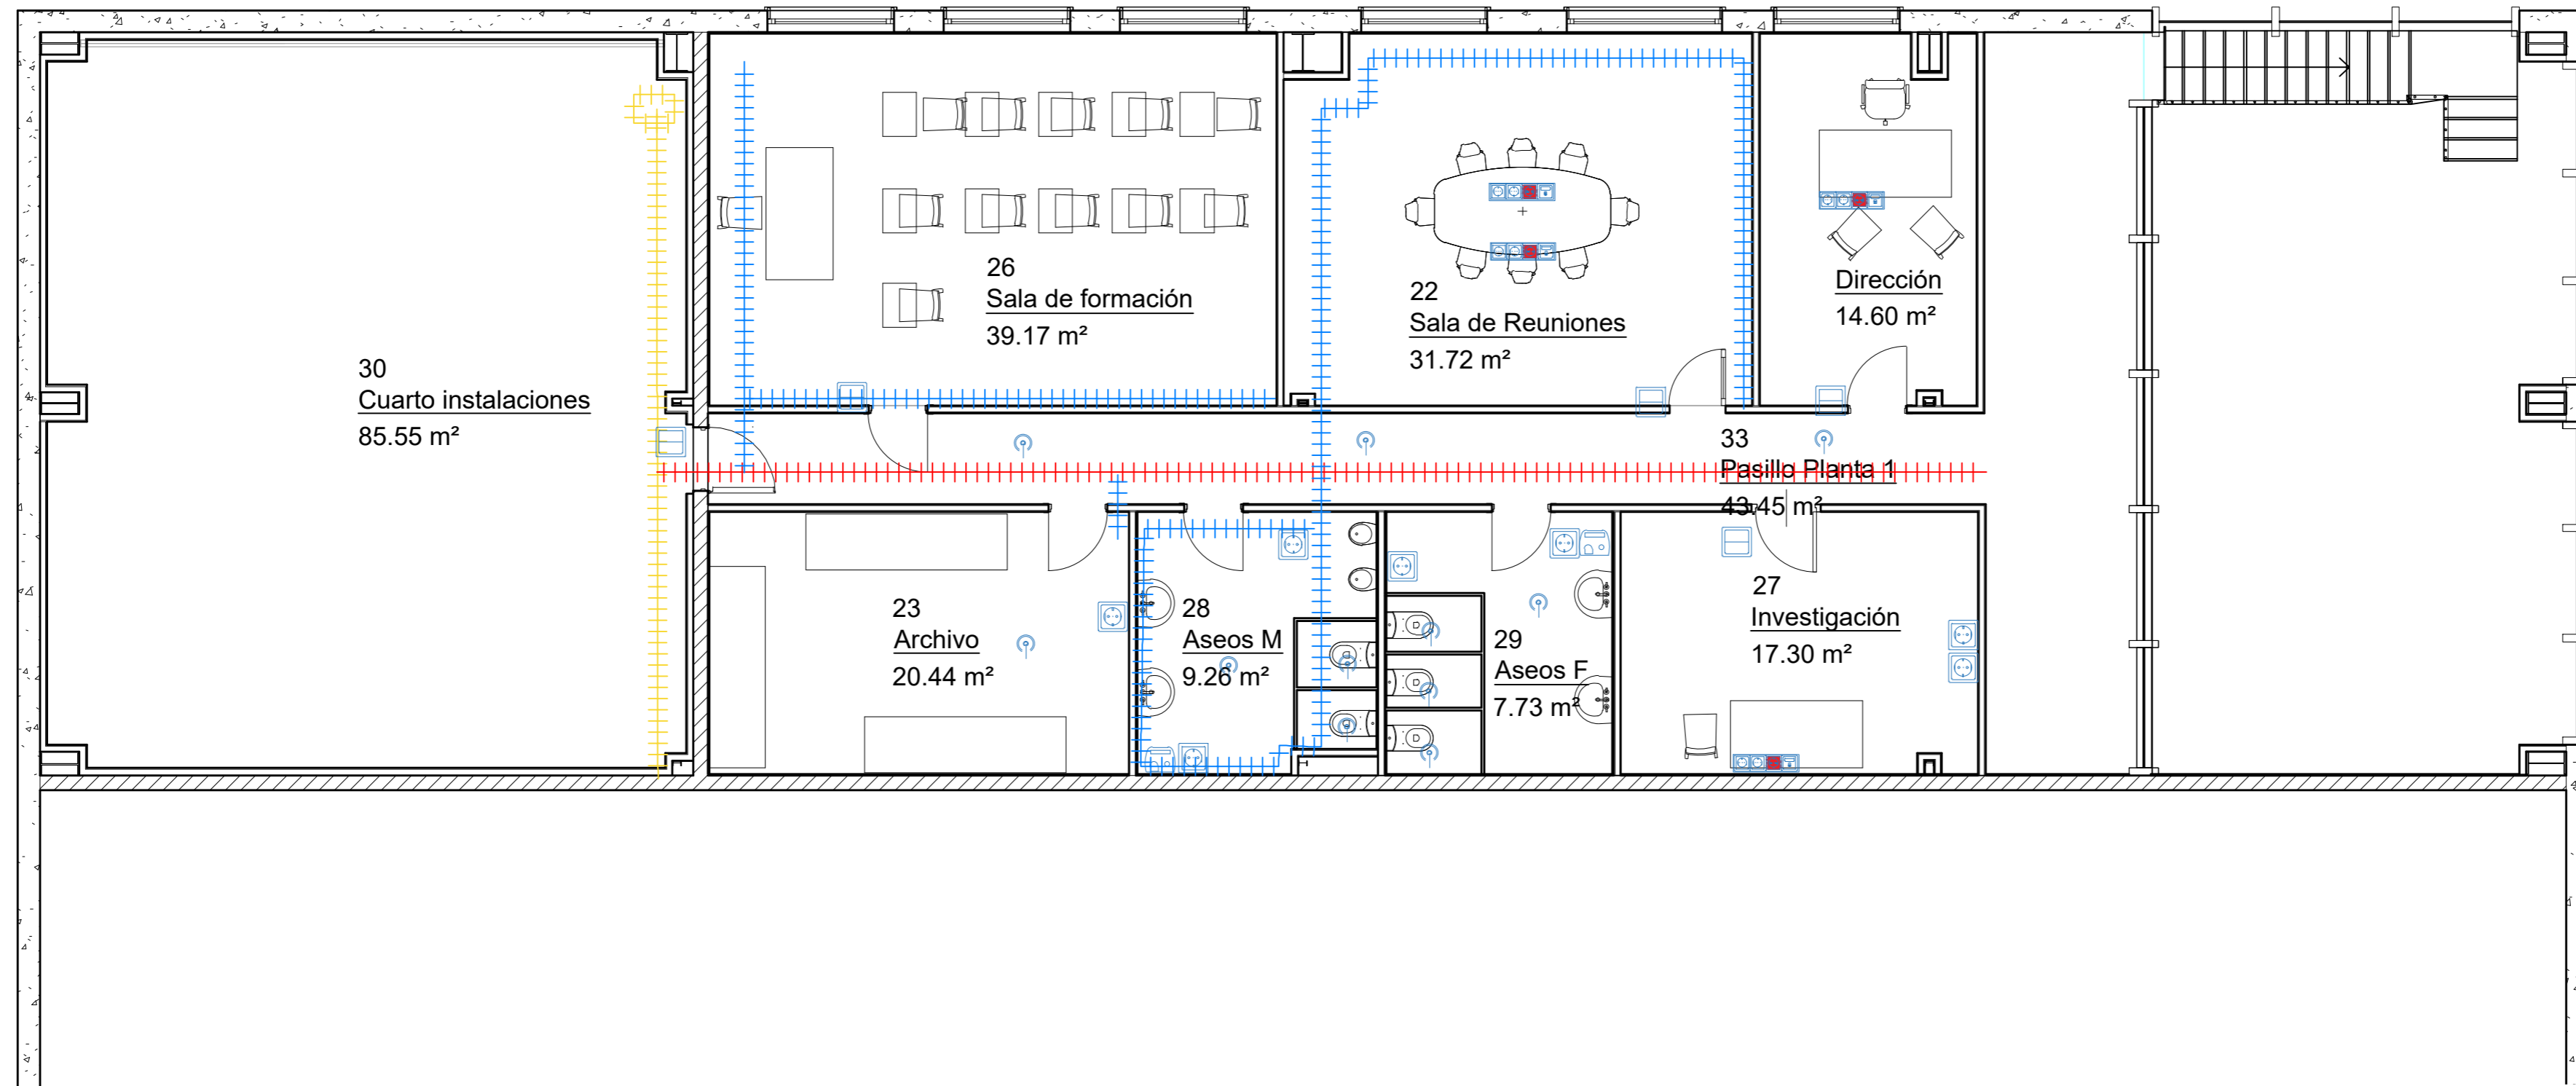 26
Sala de formación
39.17 m²
22
Sala de Reuniones
31.72 m²
Dirección
14.60 m²
30
Cuarto instalaciones
85.55 m²
33
Pasillo Planta 1
43.45 m²
23
Archivo
20.44 m²
28
Aseos M
9.26 m²
29
Aseos F
7.73 m²
27
Investigación
17.30 m²